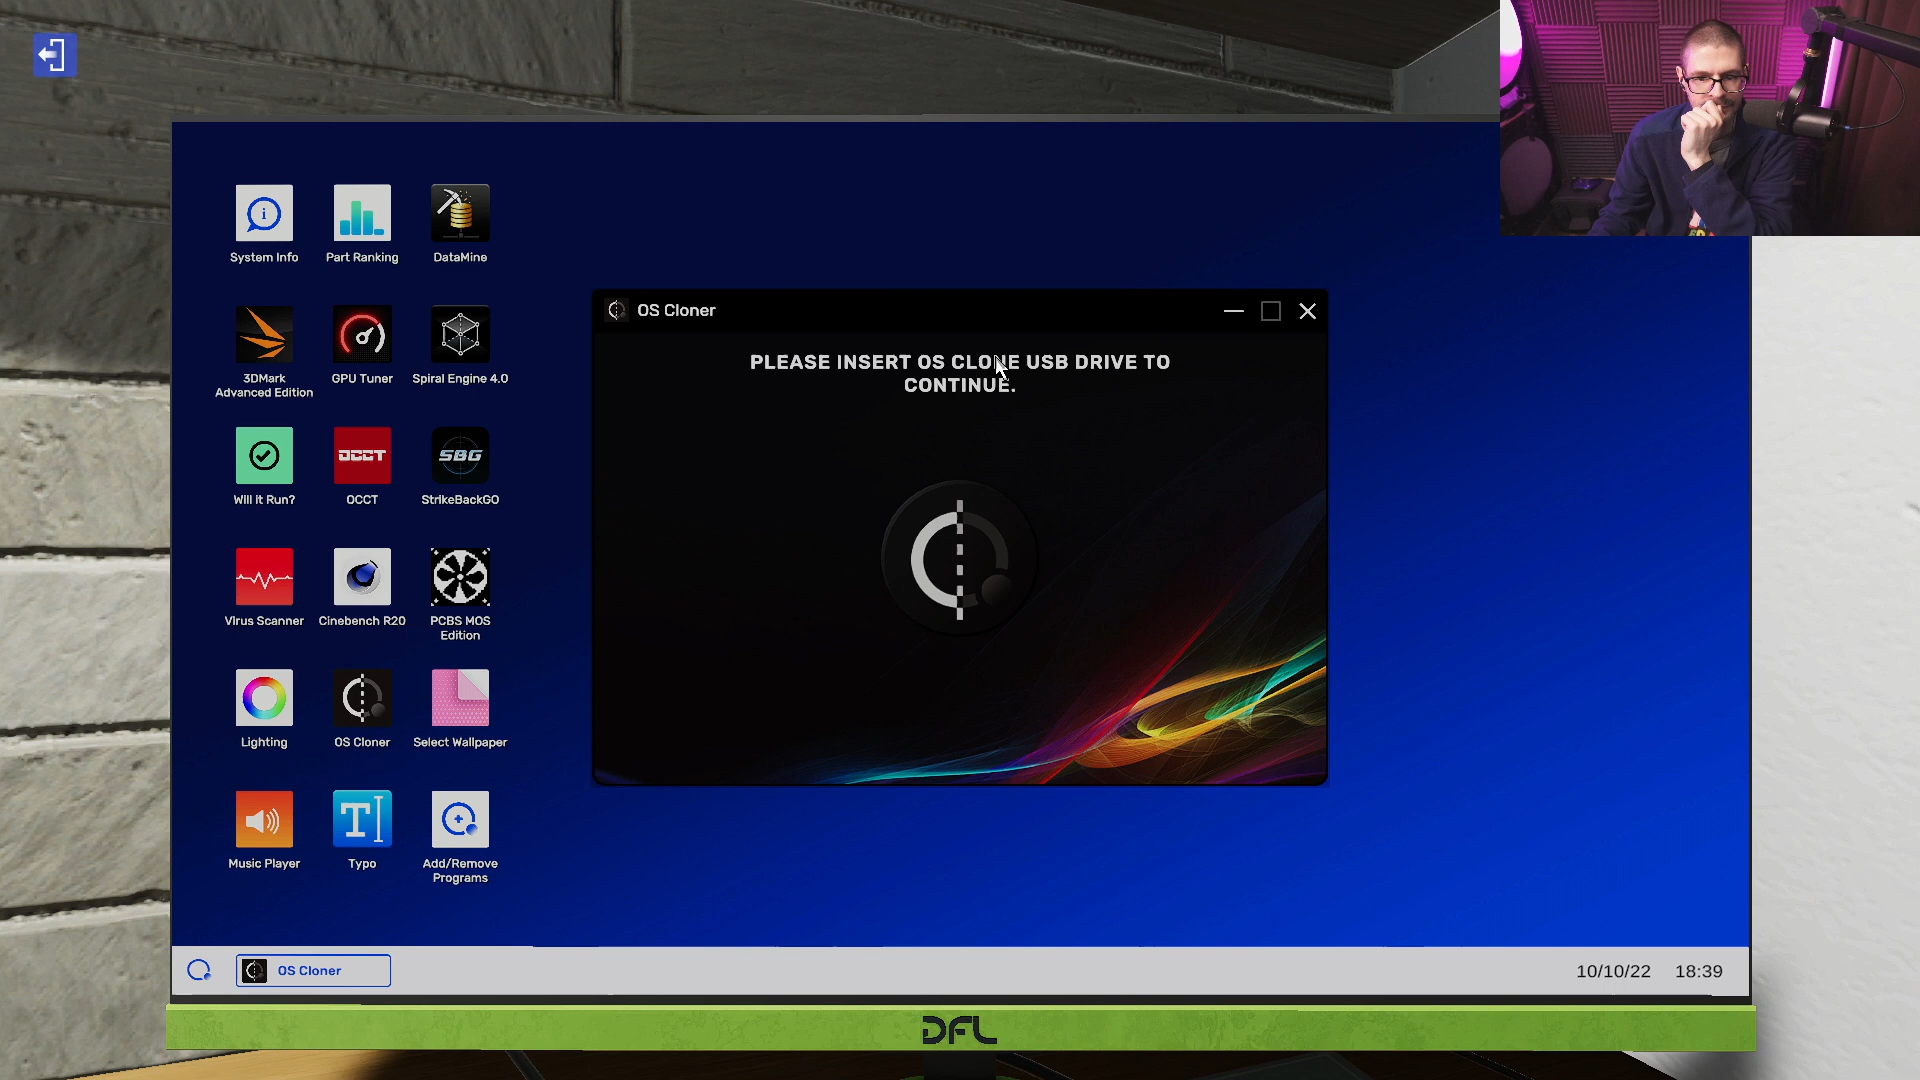 System Info
Part Ranking
DataMine
3DMark
Advanced Edition
GPU Tuner
Spiral Engine 4.0
Will it Run?
OCCT
OCCT
SBG
StrikeBackGO
Virus Scanner
Cinebench R20
PCBS MOS
Edition
Lighting
OS Cloner
Select Wallpaper
Music Player
T
Typo
Add/Remove
Programs
OS Cloner
PLEASE INSERT OS CLONE USB DRIVE TO
CONTINUE.
OS Cloner
10/10/22 18:39
DFL